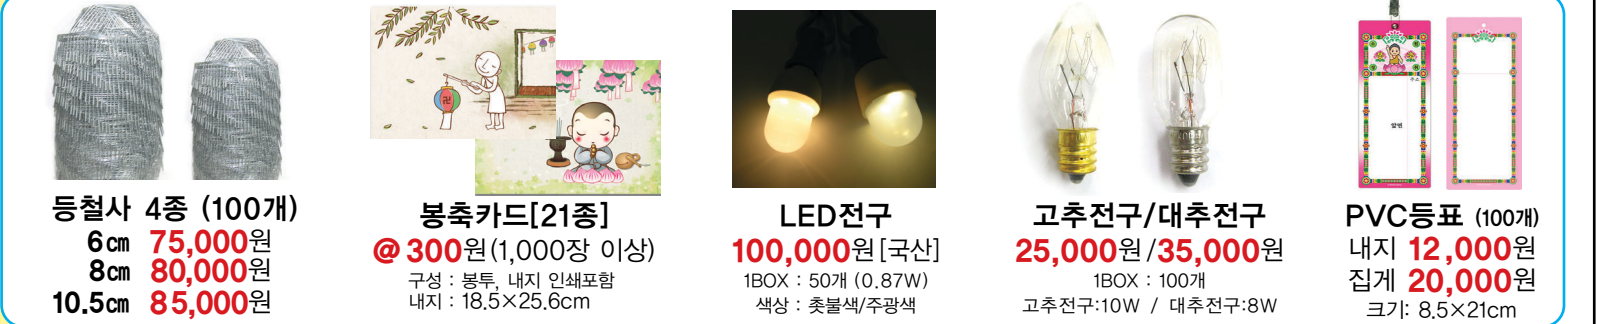 등철사 4종 (100개)
6㎝ 75,000원
8㎝ 80,000원
10.5㎝ 85,000원
봉축카드[21종]
@300원(1,000장 이상)
구성 : 봉투, 내지 인쇄포함
내지 : 18.5×25.6cm
LED전구
100,000원[국산]
1BOX : 50개 (0.87W)
색상 : 촛불색/주광색
고추전구/대추전구
25,000원/35,000원
1BOX : 100개
고추전구:10W / 대추전구:8W
앞면
PVC등표 (100개)
내지 12,000원
집게 20,000원
크기: 8.5×21cm